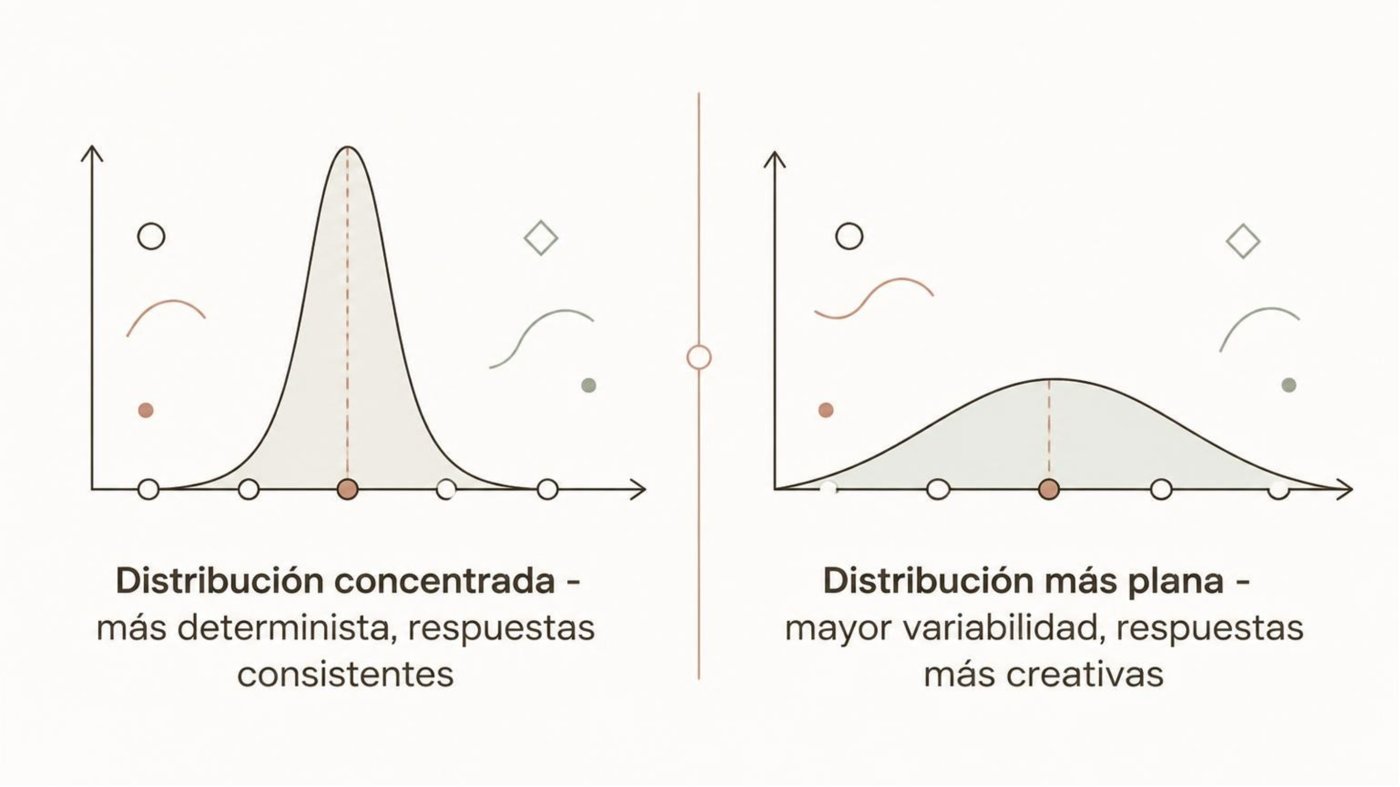 Distribución concentrada -
más determinista, respuestas
consistentes
Distribución más plana -
mayor variabilidad, respuestas
más creativas